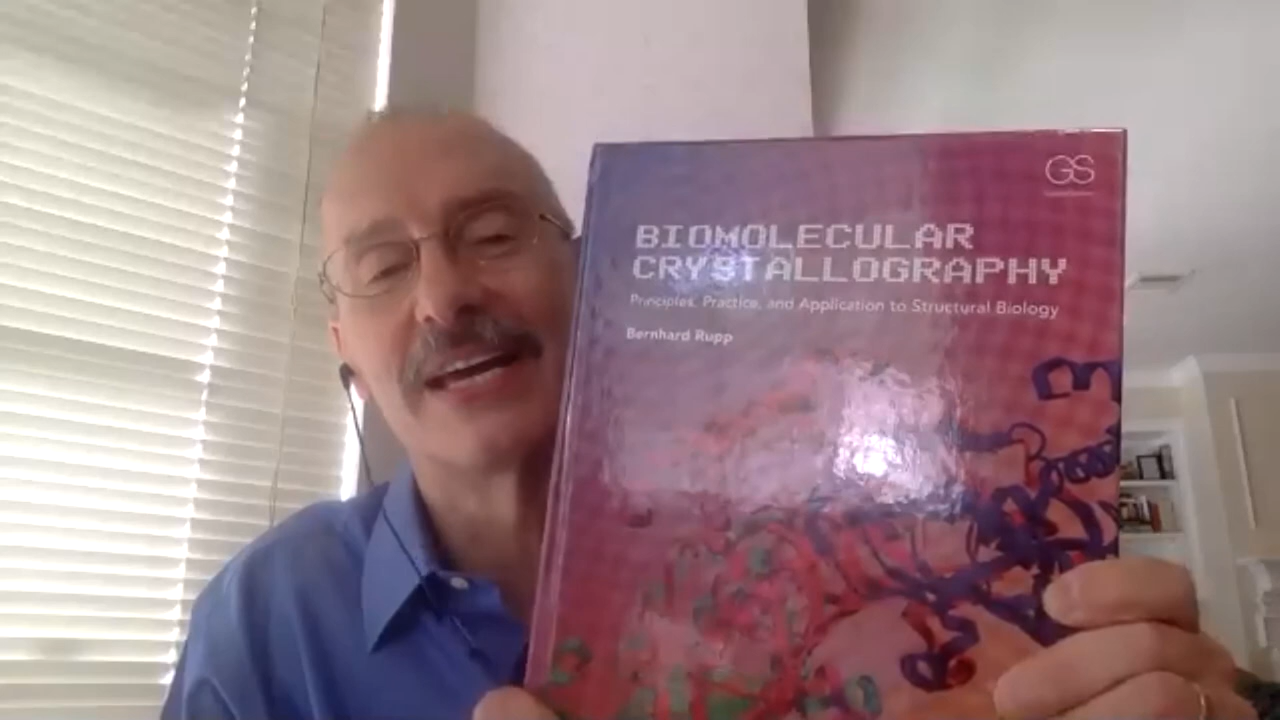 GS
BIOMOLECULAR
CRYSTALLOGRAPHY
Principles, Practice, and Application to Structural Biology
Bernhard Rupp